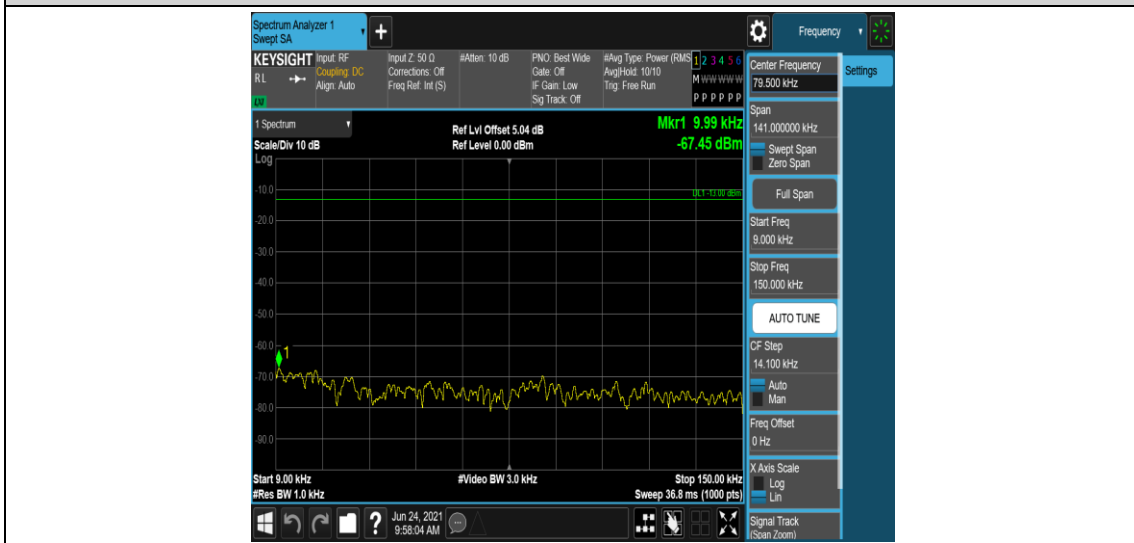 Spectrum Analyzer 1
Swept SA
+
Frequency
KEYSIGHT
RL
Input: RF
Coupling: DC
Align: Auto
Input Z: 50 Ω
Corrections: Off
Freq Ref: Int (S)
#Atten: 10 dB
PNO: Best Wide
Gate: Off
IF Gain: Low
Sig Track: Off
#Avg Type: Power (RMS
Avg|Hold: 10/10
Trig: Free Run
1 2 3 4 5 6
M W W W W W
P P P P P P
1 Spectrum
Scale/Div 10 dB
Log
Ref Lvl Offset 5.04 dB
Ref Level 0.00 dBm
Mkr1 9.99 kHz
-67.45 dBm
DL1 -13.00 dBm
1
-10.0
-20.0
-30.0
-40.0
-50.0
-60.0
-70.0
-80.0
-90.0
Start 9.00 kHz
#Res BW 1.0 kHz
#Video BW 3.0 kHz
Stop 150.00 kHz
Sweep 36.8 ms (1000 pts)
Center Frequency
79.500 kHz
Settings
Span
141.000000 kHz
Swept Span
Zero Span
Full Span
Start Freq
9.000 kHz
Stop Freq
150.000 kHz
AUTO TUNE
CF Step
14.100 kHz
Auto
Man
Freq Offset
0 Hz
X Axis Scale
Log
Lin
Signal Track
(Span Zoom)
?
Jun 24, 2021
9:58:04 AM